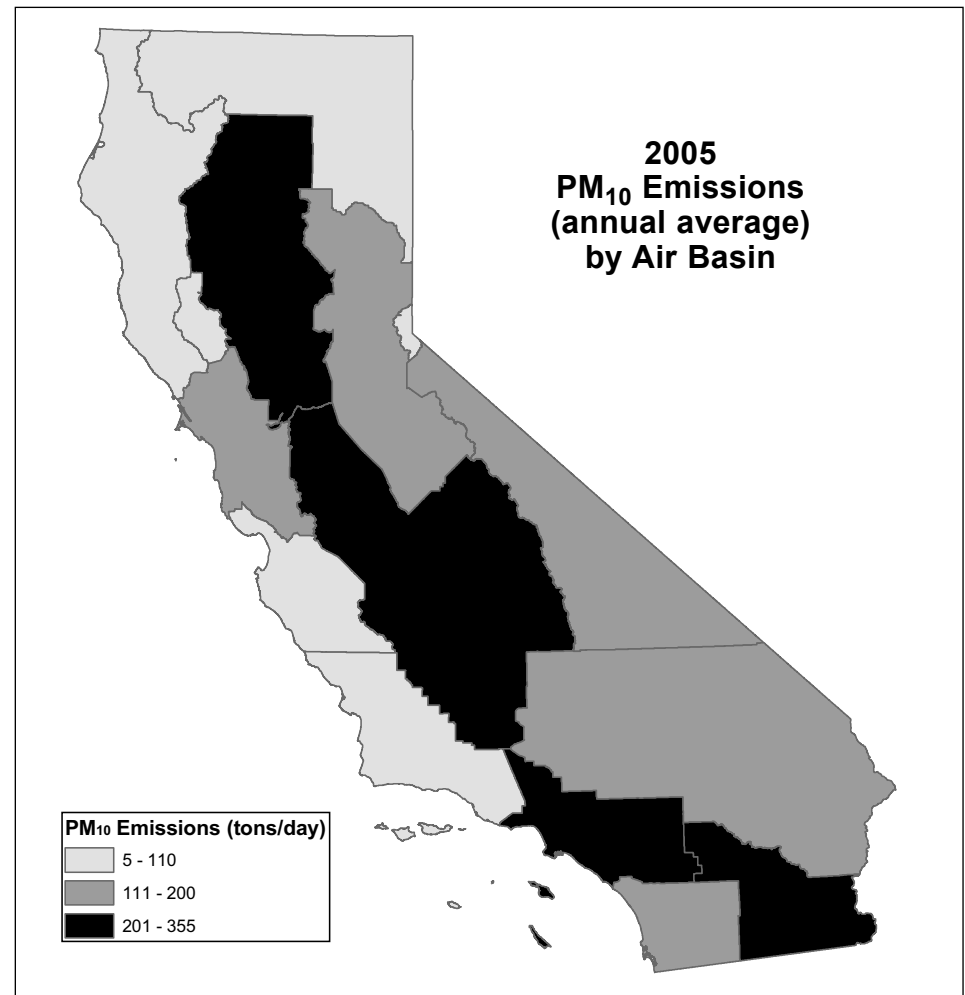 2005
PM₁₀ Emissions
(annual average)
by Air Basin
PM₁₀ Emissions (tons/day)
5 - 110
111 - 200
201 - 355